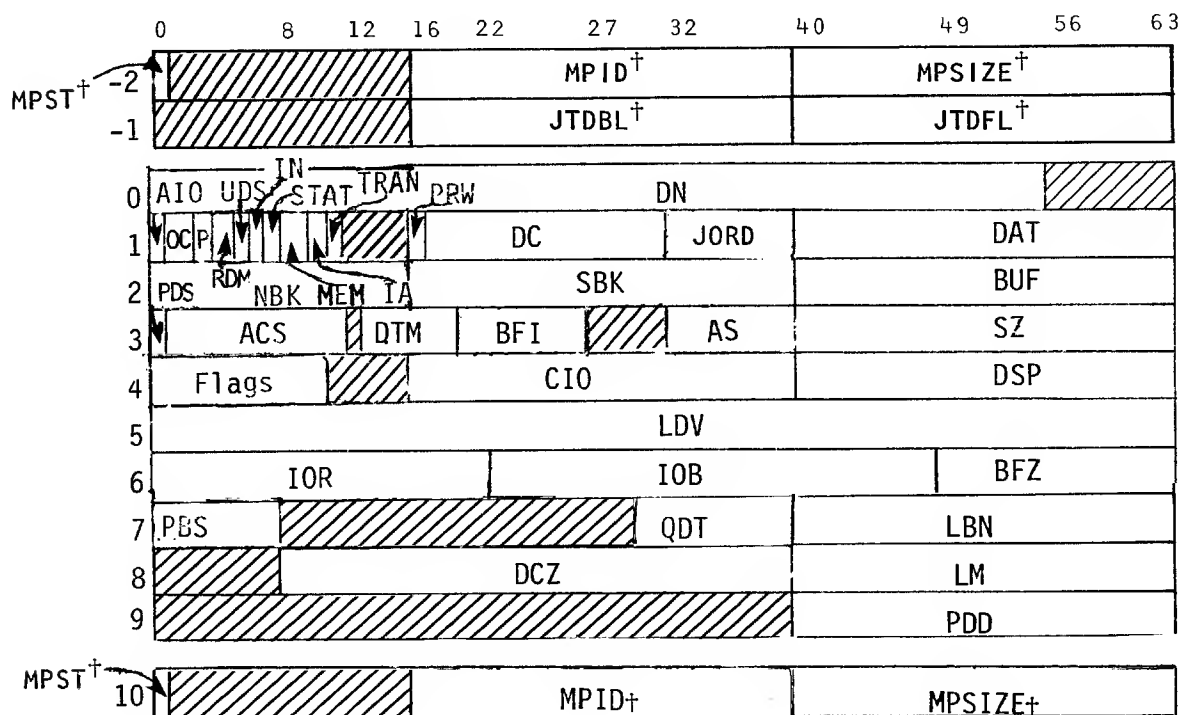 0 8 12 16 22 27 32 40 49 56 63
MPST† -2 MPID† MPSIZE†
-1 JTDBL† JTDFL†
IN
0 AIO UDS STAT TRAN PRW DN
1 OC P DC JORD DAT
RDM
2 PDS NBK MEM IA SBK BUF
3 ACS DTM BFI AS SZ
4 Flags CIO DSP
5 LDV
6 IOR IOB BFZ
7 PBS QDT LBN
8 DCZ LM
9 PDD
MPST† 10 MPID† MPSIZE†